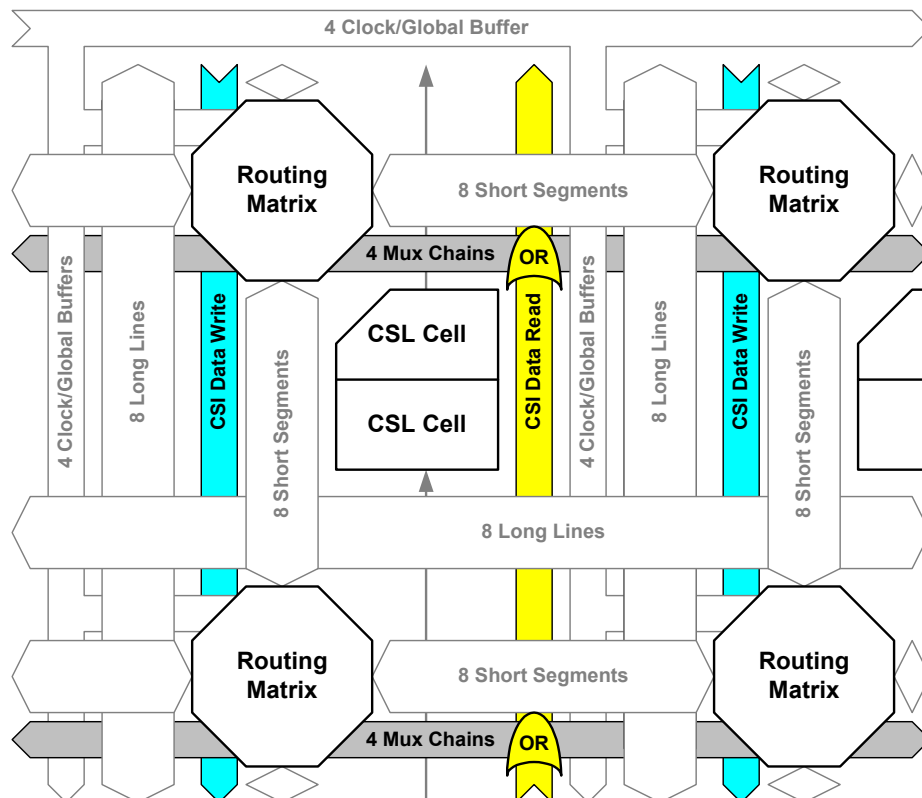 4 Clock/Global Buffer
Routing
Matrix
8 Short Segments
Routing
Matrix
4 Mux Chains
OR
4 Clock/Global Buffers
8 Long Lines
CSI Data Write
8 Short Segments
CSL Cell
CSL Cell
CSI Data Read
4 Clock/Global Buffers
8 Long Lines
CSI Data Write
8 Short Segments
8 Long Lines
Routing
Matrix
8 Short Segments
Routing
Matrix
4 Mux Chains
OR